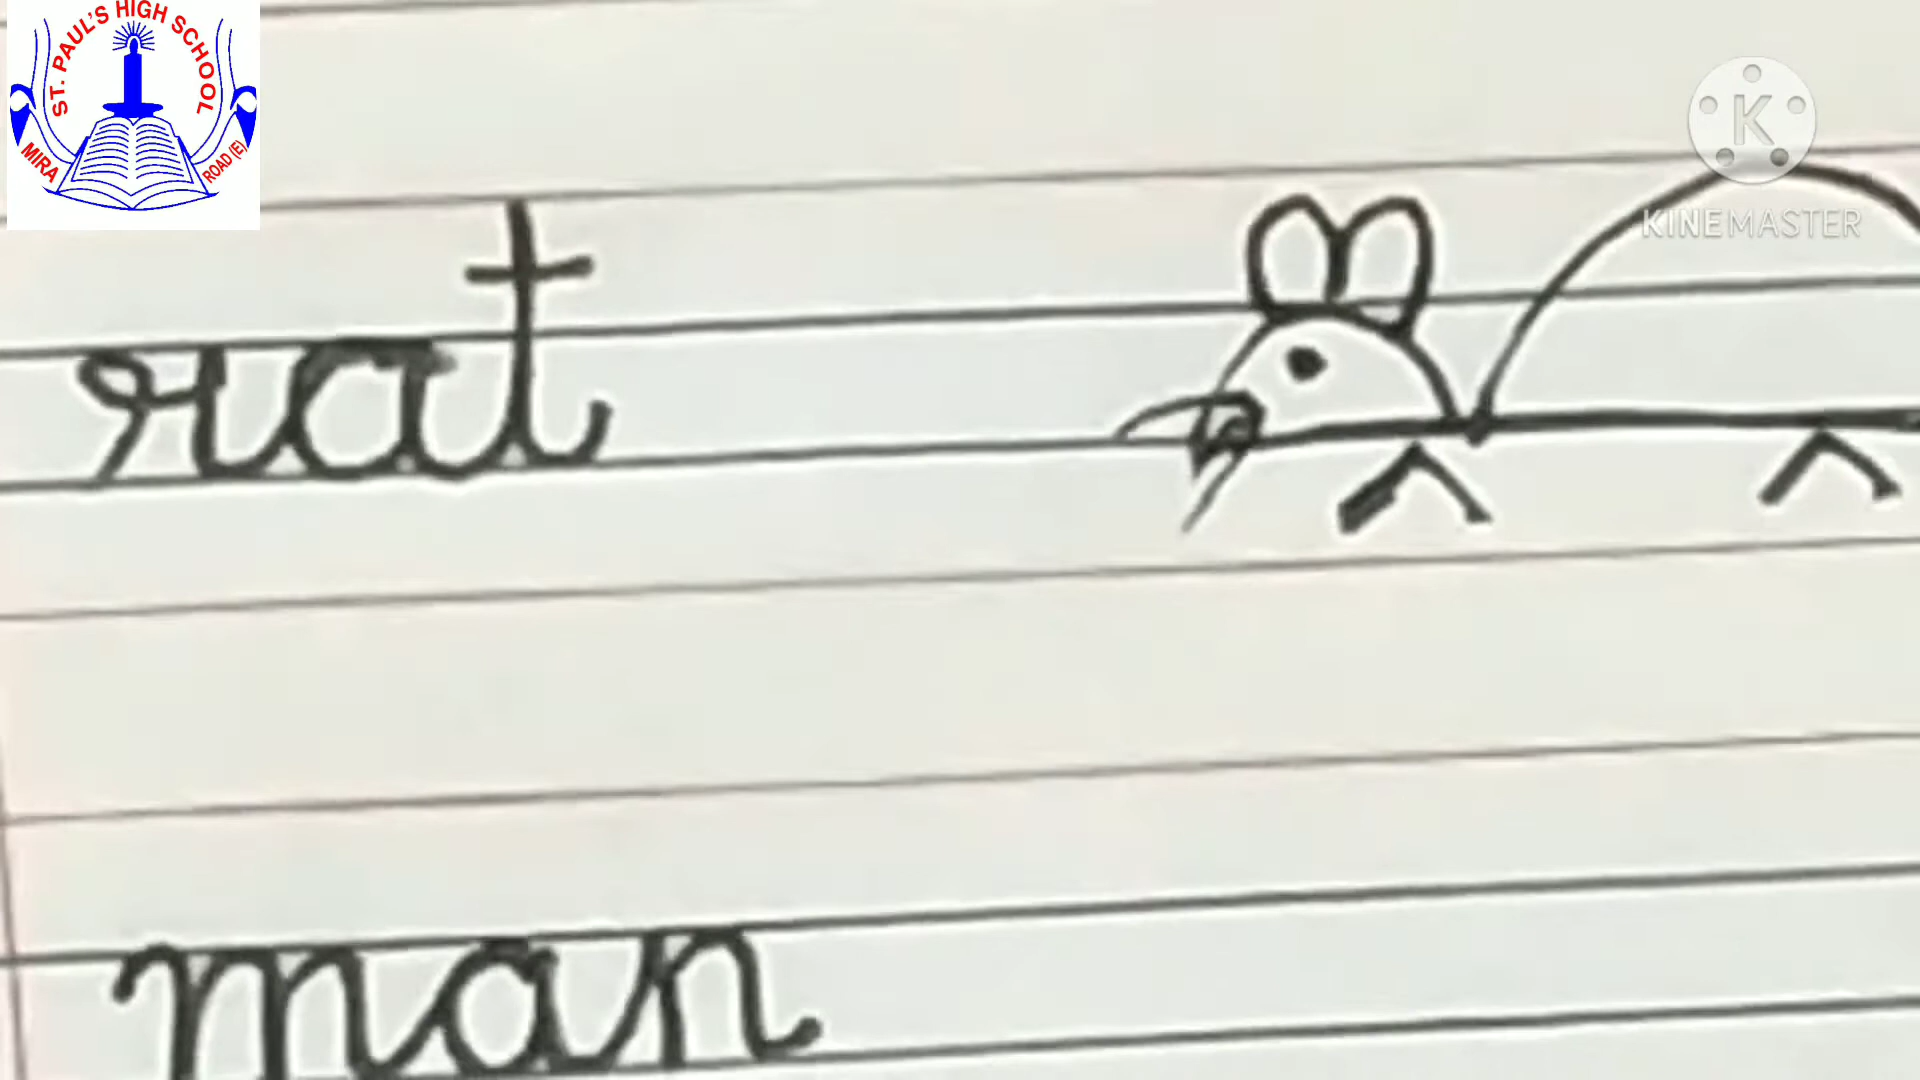 ST. PAUL'S HIGH SCHOOL
MIRA ROAD (E)
K
KINEMASTER
rat
man